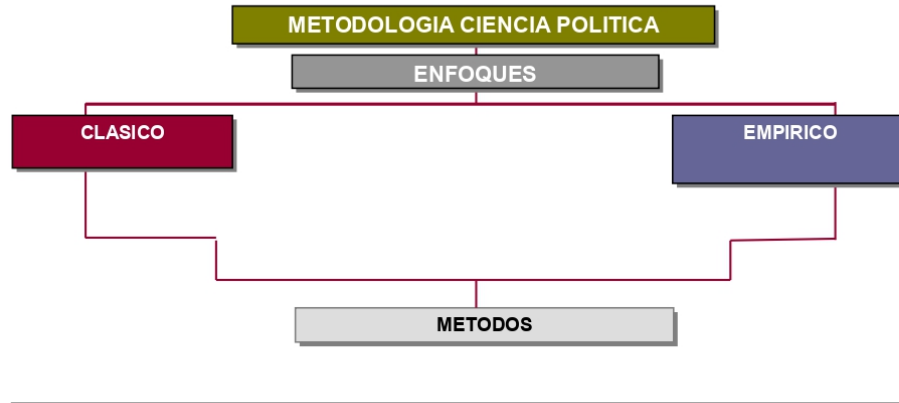 METODOLOGIA CIENCIA POLITICA
ENFOQUES
CLASICO
EMPIRICO
METODOS